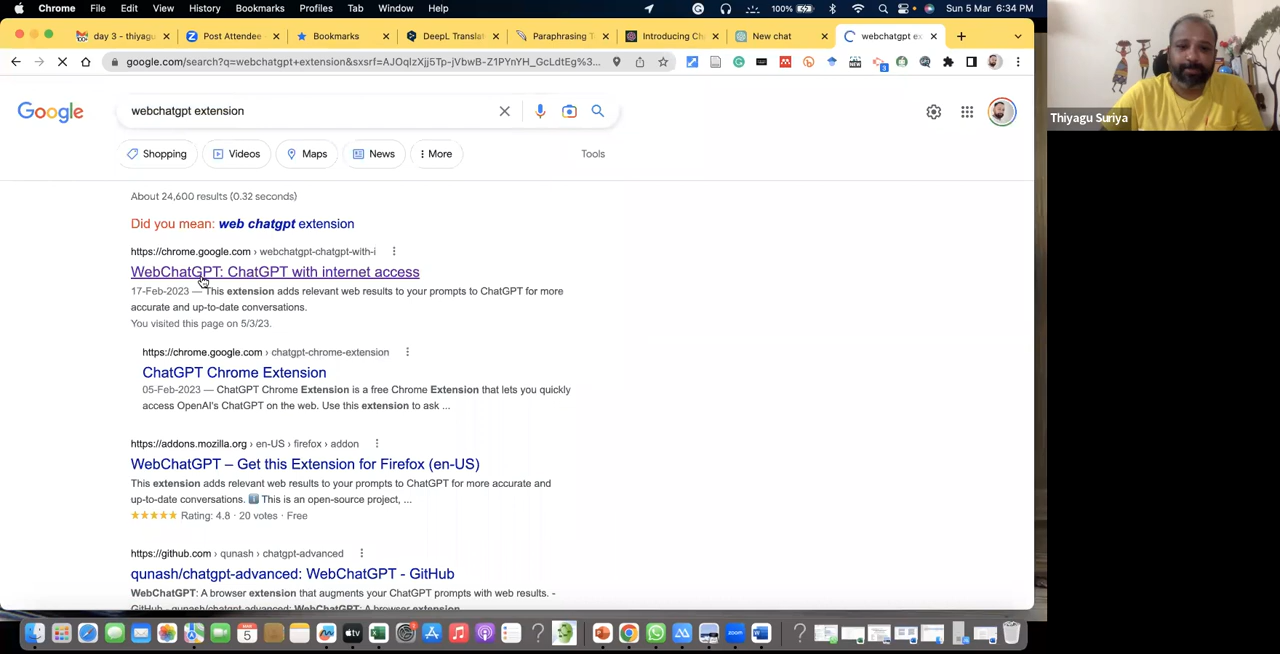 Chrome File Edit View History Bookmarks Profiles Tab Window Help 100% Sun 5 Mar 6:34 PM
day 3 - thiyagu Post Attendee Bookmarks DeepL Translat Paraphrasing T Introducing Ch New chat webchatgpt ex
google.com/search?q=webchatgpt+extension&sxsrf=AJOqlzXjj5Tp-jVbwB-Z1PYnYH_GcLdtEg%3...
Thiyagu Suriya
Google webchatgpt extension
Shopping Videos Maps News More Tools
About 24,600 results (0.32 seconds)
Did you mean: web chatgpt extension
https://chrome.google.com › webchatgpt-chatgpt-with-i
WebChatGPT: ChatGPT with internet access
17-Feb-2023 — This extension adds relevant web results to your prompts to ChatGPT for more
accurate and up-to-date conversations.
You visited this page on 5/3/23.
https://chrome.google.com › chatgpt-chrome-extension
ChatGPT Chrome Extension
05-Feb-2023 — ChatGPT Chrome Extension is a free Chrome Extension that lets you quickly
access OpenAI's ChatGPT on the web. Use this extension to ask ...
https://addons.mozilla.org › en-US › firefox › addon
WebChatGPT – Get this Extension for Firefox (en-US)
This extension adds relevant web results to your prompts to ChatGPT for more accurate and
up-to-date conversations. This is an open-source project, ...
Rating: 4.8 · 20 votes · Free
https://github.com › qunash › chatgpt-advanced
qunash/chatgpt-advanced: WebChatGPT - GitHub
WebChatGPT: A browser extension that augments your ChatGPT prompts with web results. -
GitHub - qunash/chatgpt-advanced: WebChatGPT: A browser extension